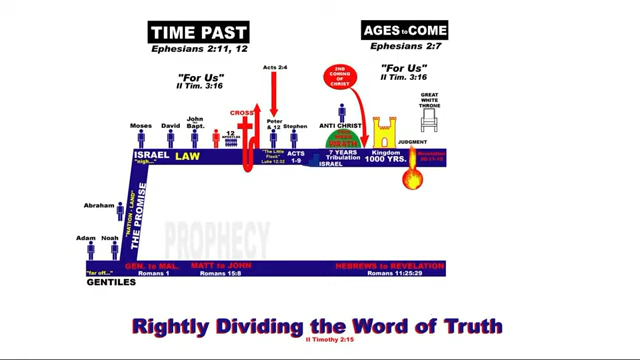 TIME PAST
Ephesians 2:11, 12
AGES to COME
Ephesians 2:7
"For Us"
II Tim. 3:16
Acts 2:4
2ND
COMING
OF
CHRIST
"For Us"
II Tim. 3:16
GREAT
WHITE
THRONE
Moses
David
John
Bapt.
CROSS
12
Peter
& 12
Stephen
ANTI CHRIST
WRATH
JUDGMENT
ISRAEL LAW
"nigh..."
"The Little
Flock"
Luke 12:32
ACTS
1-9
7 YEARS
Tribulation
ISRAEL
Kingdom
1000 YRS.
THE PROMISE
"NATION - LAND"
Abraham
Adam
Noah
PROPHECY
"far off..."
GEN. to MAL.
Romans 1
MATT to JOHN
Romans 15:8
HEBREWS to REVELATION
Romans 11:25:29
GENTILES
Rightly Dividing the Word of Truth
II Timothy 2:15